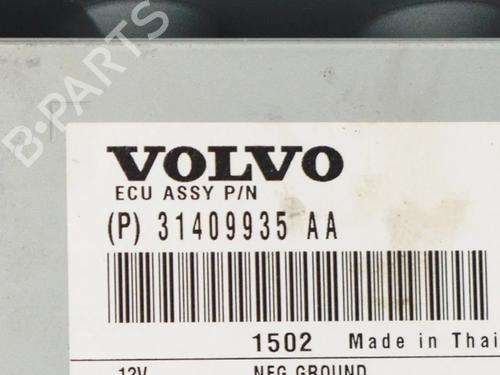 B-PARTS
VOLVO
ECU ASSY P/N
(P) 31409935 AA
1502 Made in Thai
12V NEG GROUND